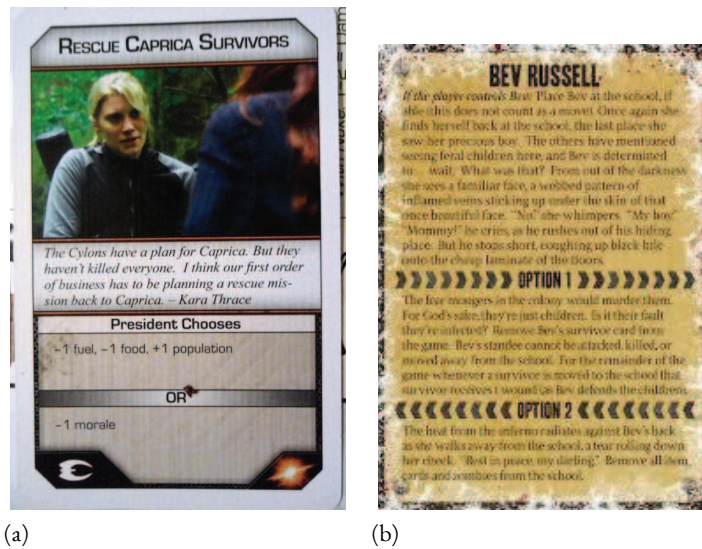 RESCUE CAPRICA SURVIVORS
The Cylons have a plan for Caprica. But they
haven't killed everyone. I think our first order
of business has to be planning a rescue mis-
sion back to Caprica. – Kara Thrace
President Chooses
-1 fuel, -1 food, +1 population
OR
-1 morale
(a)
BEV RUSSELL
If the player controls Bev: Place Bev at the school, if
able (this does not count as a move). Once again she
finds herself back at the school, the last place she
saw her precious boy. The others have mentioned
seeing feral children here, and Bev is determined
to wait. What was that? From out of the darkness
she sees a familiar face, a webbed pattern of
inflamed veins sticking up under the skin of that
once beautiful face. "No," she whimpers. "My boy."
"Mommy!" he cries, as he rushes out of his hiding
place. But he stops short, coughing up black bile
onto the cheap laminate of the floors.
OPTION 1
The fear mongers in the colony would murder them.
For God's sake, they're just children. Is it their fault
they're infected? Remove Bev's survivor card from
the game. Bev's standee cannot be attacked, killed, or
moved away from the school. For the remainder of the
game whenever a survivor is moved to the school that
survivor receives 1 wound as Bev defends the children.
OPTION 2
The heat from the inferno radiates against Bev's back
as she walks away from the school, a tear rolling down
her cheek. "Rest in peace, my darling." Remove all item
cards and zombies from the school.
(b)